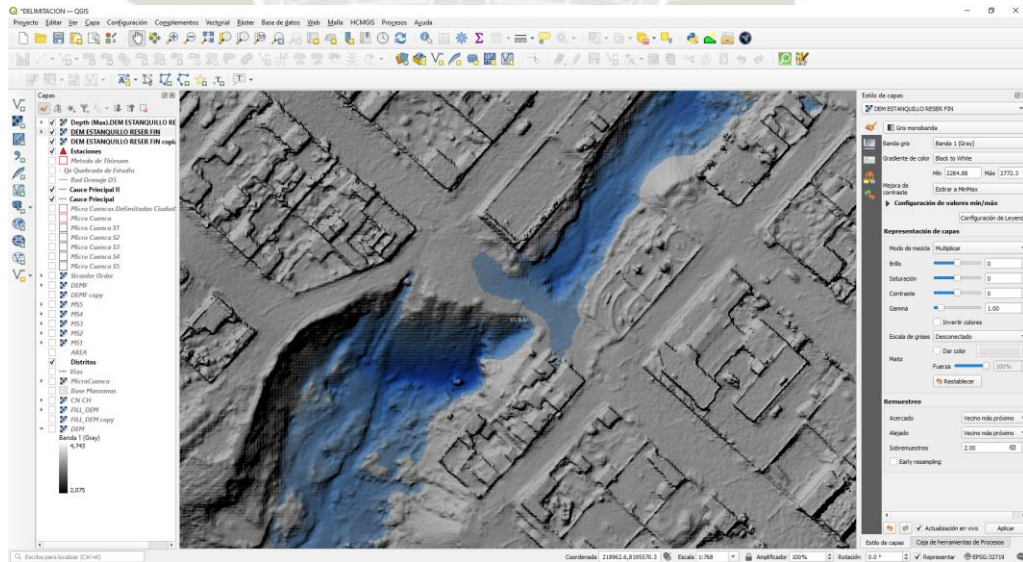 *DELIMITACION — QGIS
Proyecto Editar Ver Capa Configuración Complementos Vectorial Ráster Base de datos Web Malla HCMGIS Procesos Ayuda
Capas
Depth (Max).DEM ESTANQUILLO RE
DEM ESTANQUILLO RESER FIN
DEM ESTANQUILLO RESER FIN copia
Estaciones
Metodo de Thiessen
Eje Quebrada de Estudio
Red Drenaje DS
Cauce Principal II
Cauce Principal
Micro Cuencas Delimitadas Ciudad
Micro Cuenca
Micro Cuenca S1
Micro Cuenca S2
Micro Cuenca S3
Micro Cuenca S4
Micro Cuenca S5
Stranler Order
DEMF
DEMF copy
MS5
MS4
MS3
MS2
MS1
AREA
Distritos
Vias
MicroCuenca
Base Manzanas
CN CH
FILL_DEM
FILL_DEM copy
DEM
Banda 1 (Gray)
4,743
2,075
Estilo de capas
DEM ESTANQUILLO RESER FIN
Gris monobanda
Banda gris Banda 1 (Gray)
Gradiente de color Black to White
Mín 2284.88 Máx 2772.3
Mejora de contraste Estirar a MinMax
Configuración de valores mín/máx
Configuración de Leyend
Representación de capas
Modo de mezcla Multiplicar
Brillo 0
Saturación 0
Contraste 0
Gamma 1.00
Invertir colores
Escala de grises Desconectado
Matiz Dar color
Fuerza 100%
Restablecer
Remuestreo
Acercado Vecino más próximo
Alejado Vecino más próximo
Sobremuestreo 2.00
Early resampling
Actualización en vivo Aplicar
Estilo de capas Caja de herramientas de Procesos
Escriba para localizar (Ctrl+K) Coordenada 219962.6,8195570.3 Escala 1:768 Amplificador 100% Rotación 0.0 ° Representar EPSG:32719